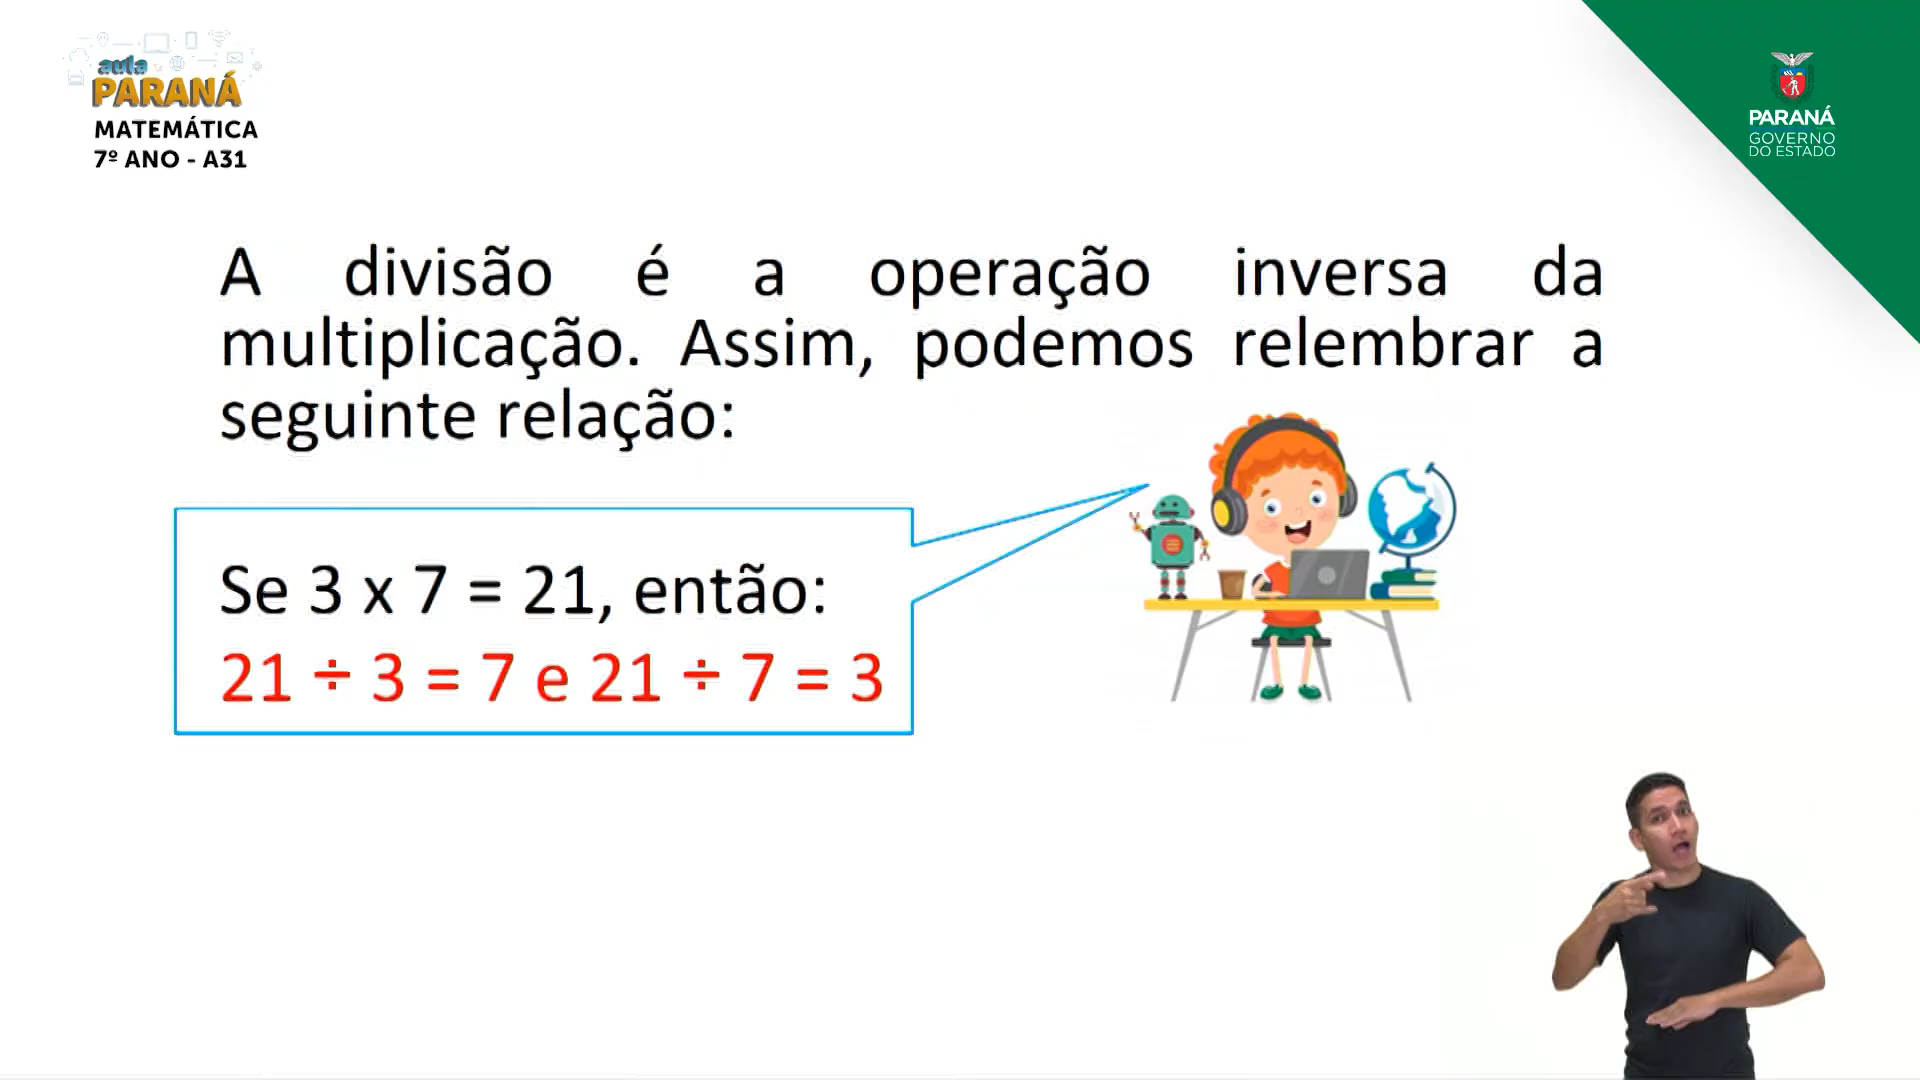 aula
PARANÁ
MATEMÁTICA
7º ANO - A31
PARANÁ
GOVERNO
DO ESTADO
A divisão é a operação inversa da
multiplicação. Assim, podemos relembrar a
seguinte relação:
Se 3 x 7 = 21, então:
21 ÷ 3 = 7 e 21 ÷ 7 = 3